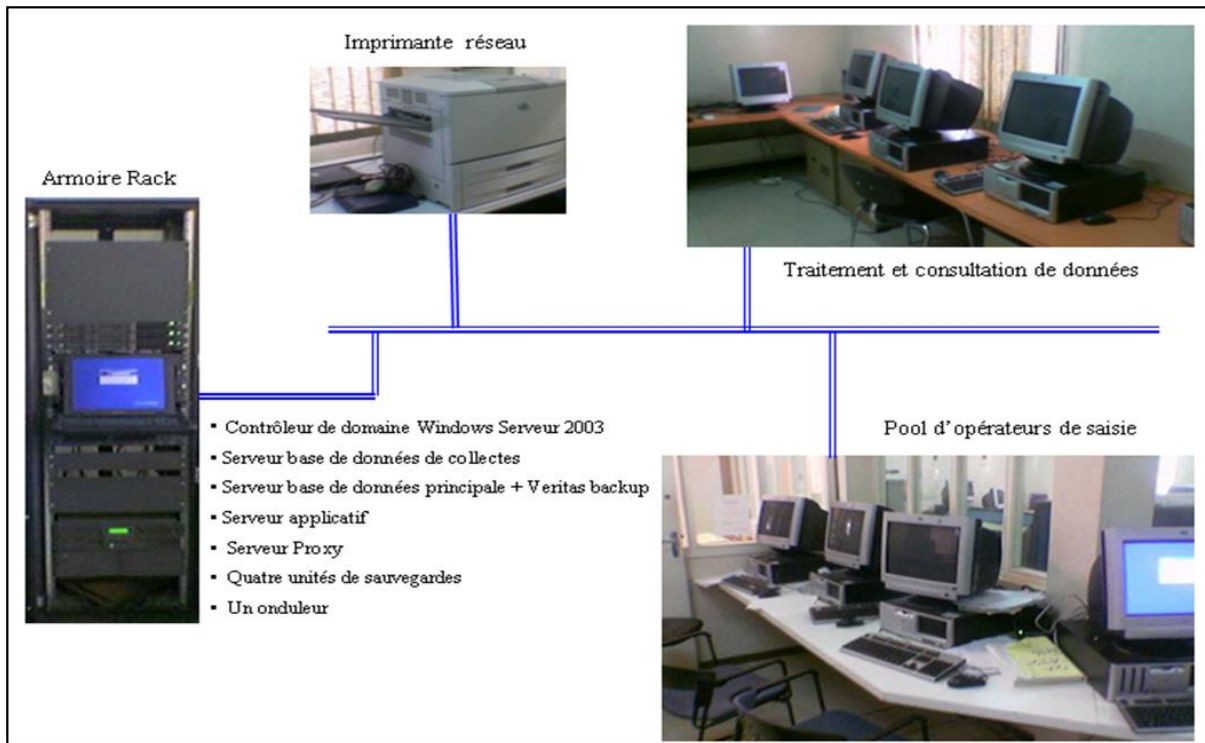 Imprimante réseau
Armoire Rack
Traitement et consultation de données
▪ Contrôleur de domaine Windows Serveur 2003
▪ Serveur base de données de collectes
▪ Serveur base de données principale + Veritas backup
▪ Serveur applicatif
▪ Serveur Proxy
▪ Quatre unités de sauvegardes
▪ Un onduleur
Pool d'opérateurs de saisie